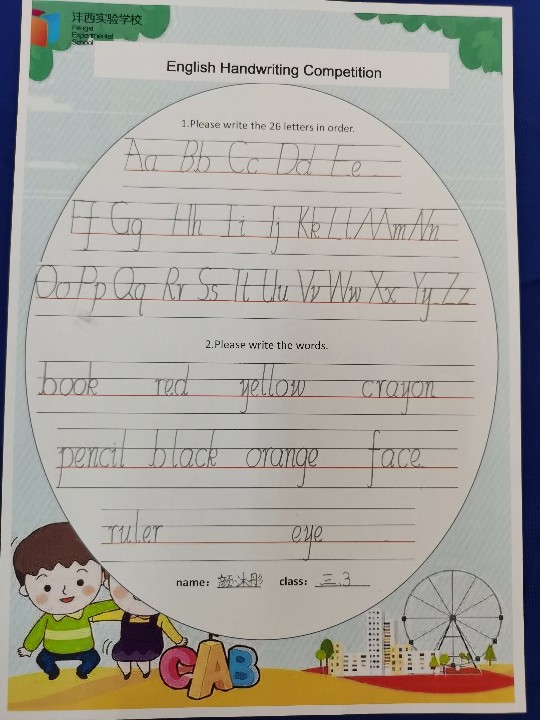 沣西实验学校
Fengxi
Experimental
School
English Handwriting Competition
1.Please write the 26 letters in order.
Aa Bb Cc Dd Ee
Ff Gg Hh Ii Jj Kk Ll Mm Nn
Oo Pp Qq Rr Ss Tt Uu Vv Ww Xx Yy Zz
2.Please write the words.
book red yellow crayon
pencil black orange face
ruler eye
name: 沐彤 class: 三.3
CAB